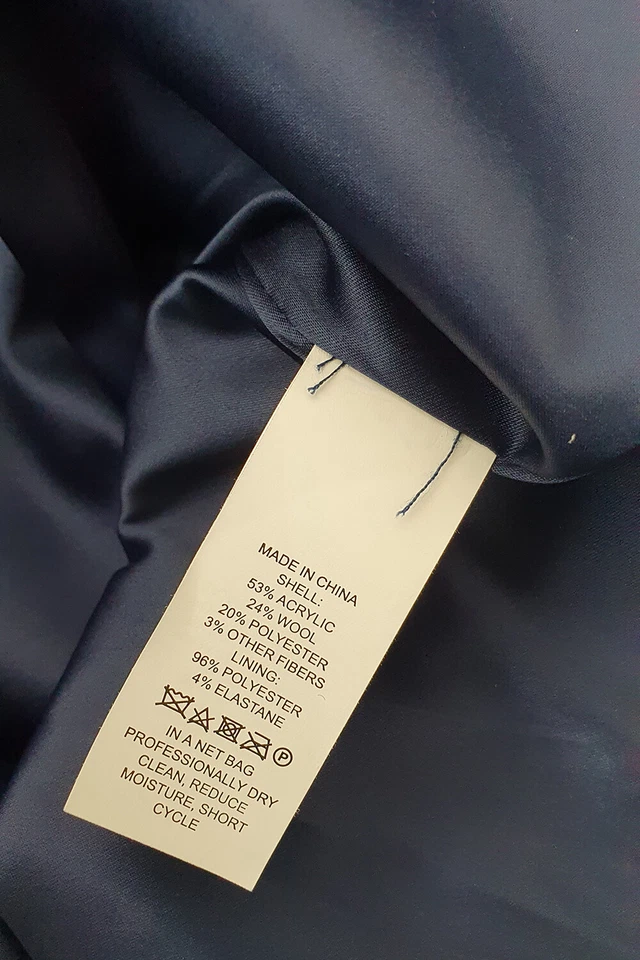 MADE IN CHINA
SHELL:
53% ACRYLIC
24% WOOL
20% POLYESTER
3% OTHER FIBERS
LINING:
96% POLYESTER
4% ELASTANE
P
IN A NET BAG
PROFESSIONALLY DRY
CLEAN, REDUCE
MOISTURE, SHORT
CYCLE